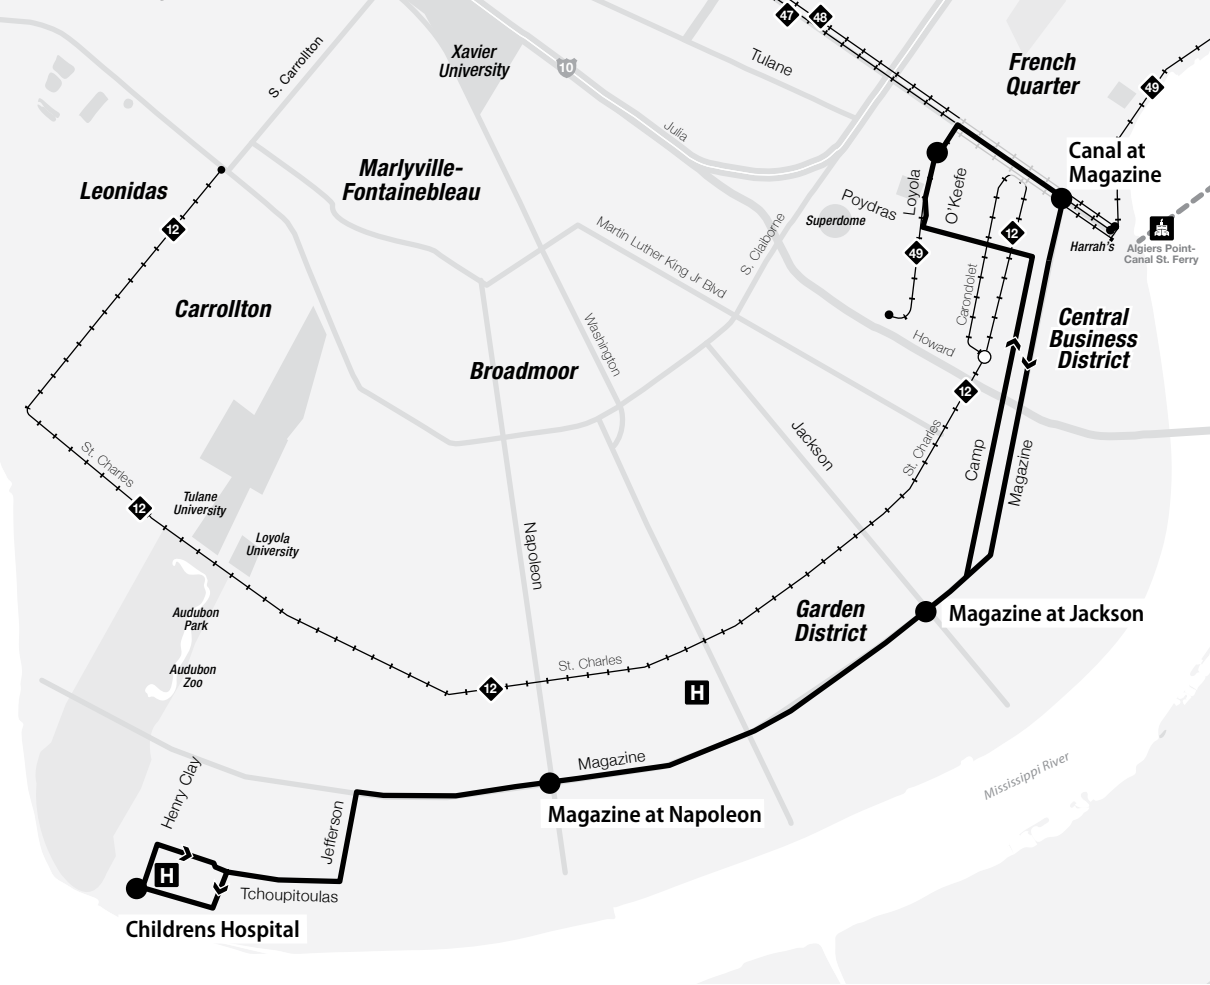 47
48
Tulane
French
Quarter
49
Xavier
University
10
S. Carrollton
Julia
Canal at
Magazine
Marlyville-
Fontainebleau
Leonidas
12
Loyola
O'Keefe
Poydras
Superdome
12
Harrah's
Algiers Point-
Canal St. Ferry
Martin Luther King Jr Blvd
S. Claiborne
49
Carondolet
Carrollton
Central
Business
District
Washington
Howard
Broadmoor
12
Jackson
St. Charles
Camp
Magazine
St. Charles
12
Tulane
University
Loyola
University
Napoleon
Audubon
Park
Garden
District
Magazine at Jackson
Audubon
Zoo
St. Charles
12
H
Magazine
Mississippi River
Henry Clay
Magazine at Napoleon
Jefferson
H
Tchoupitoulas
Childrens Hospital